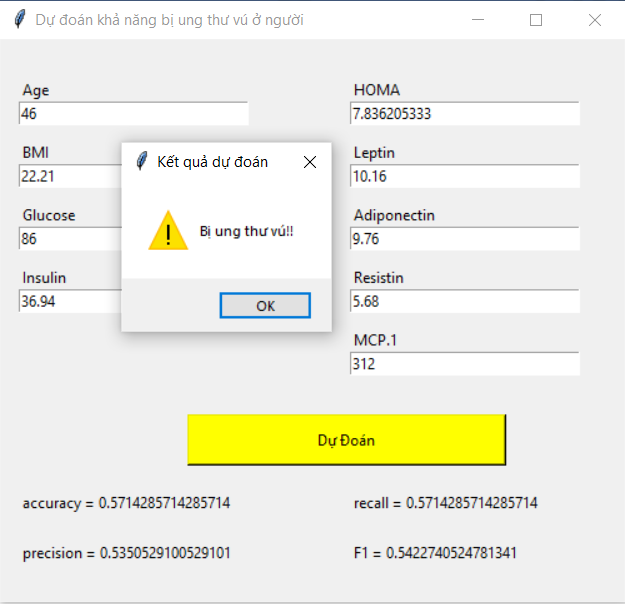 Dự đoán khả năng bị ung thư vú ở người
Age
46
HOMA
7.836205333
BMI
22.21
Leptin
10.16
Kết quả dự đoán
Bị ung thư vú!!
OK
Glucose
86
Adiponectin
9.76
Insulin
36.94
Resistin
5.68
MCP.1
312
Dự Đoán
accuracy = 0.5714285714285714
recall = 0.5714285714285714
precision = 0.5350529100529101
F1 = 0.5422740524781341